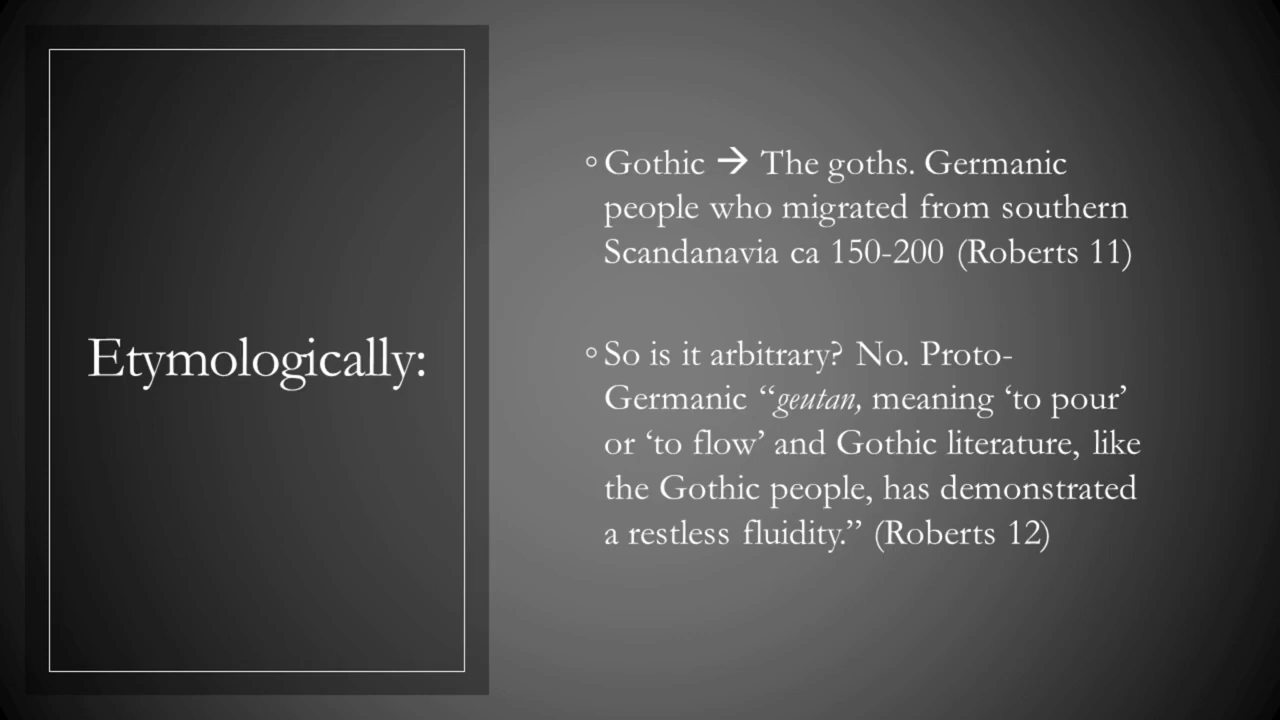 Etymologically:
◦ Gothic → The goths. Germanic
people who migrated from southern
Scandanavia ca 150-200 (Roberts 11)
◦ So is it arbitrary? No. Proto-
Germanic “geutan, meaning ‘to pour’
or ‘to flow’ and Gothic literature, like
the Gothic people, has demonstrated
a restless fluidity.” (Roberts 12)